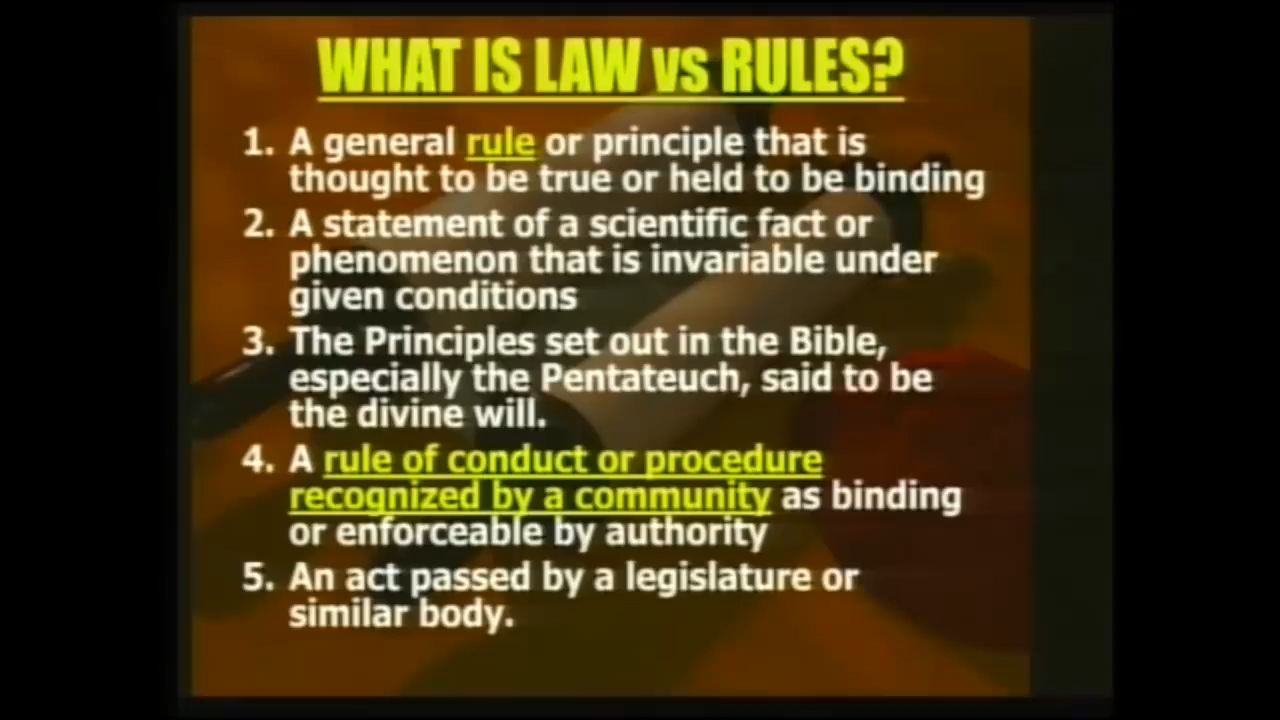 WHAT IS LAW vs RULES?
1. A general rule or principle that is
thought to be true or held to be binding
2. A statement of a scientific fact or
phenomenon that is invariable under
given conditions
3. The Principles set out in the Bible,
especially the Pentateuch, said to be
the divine will.
4. A rule of conduct or procedure
recognized by a community as binding
or enforceable by authority
5. An act passed by a legislature or
similar body.